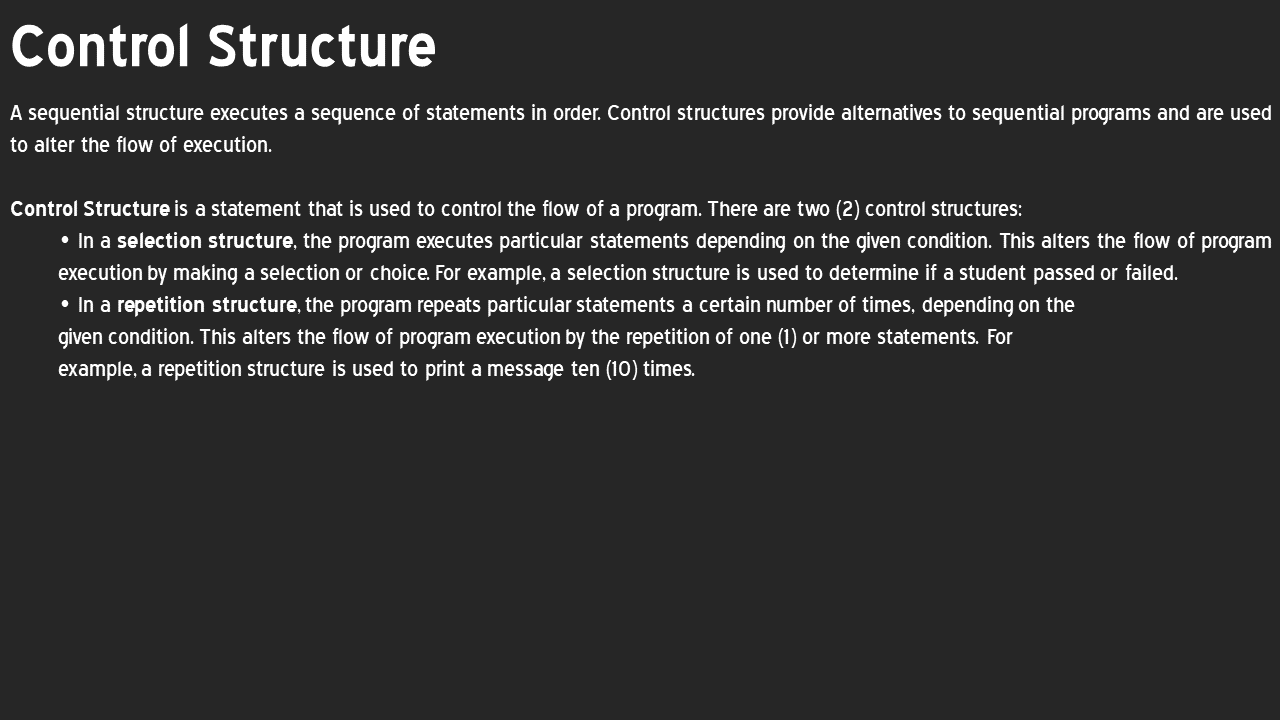 Control Structure
A sequential structure executes a sequence of statements in order. Control structures provide alternatives to sequential programs and are used
to alter the flow of execution.
Control Structure is a statement that is used to control the flow of a program. There are two (2) control structures:
• In a selection structure, the program executes particular statements depending on the given condition. This alters the flow of program
execution by making a selection or choice. For example, a selection structure is used to determine if a student passed or failed.
• In a repetition structure, the program repeats particular statements a certain number of times, depending on the
given condition. This alters the flow of program execution by the repetition of one (1) or more statements. For
example, a repetition structure is used to print a message ten (10) times.